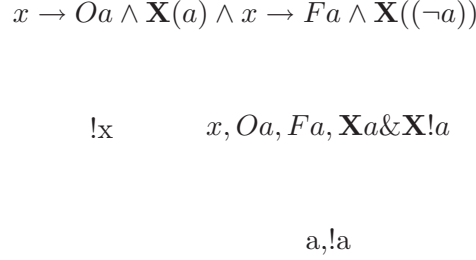 x → Oa ∧ X(a) ∧ x → Fa ∧ X((¬a))
!x x, Oa, Fa, Xa&X!a
a,!a